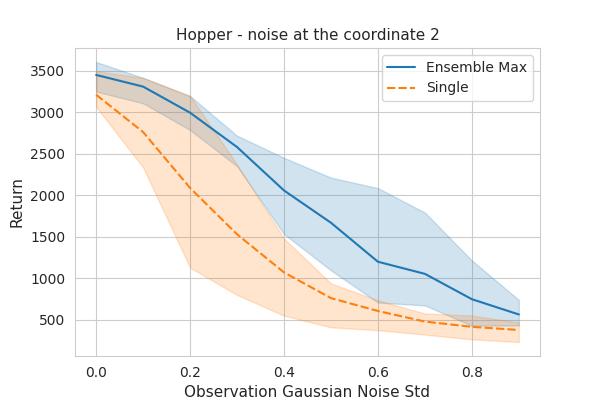 Hopper - noise at the coordinate 2
Ensemble Max
Single
Return
3500
3000
2500
2000
1500
1000
500
0.0 0.2 0.4 0.6 0.8
Observation Gaussian Noise Std